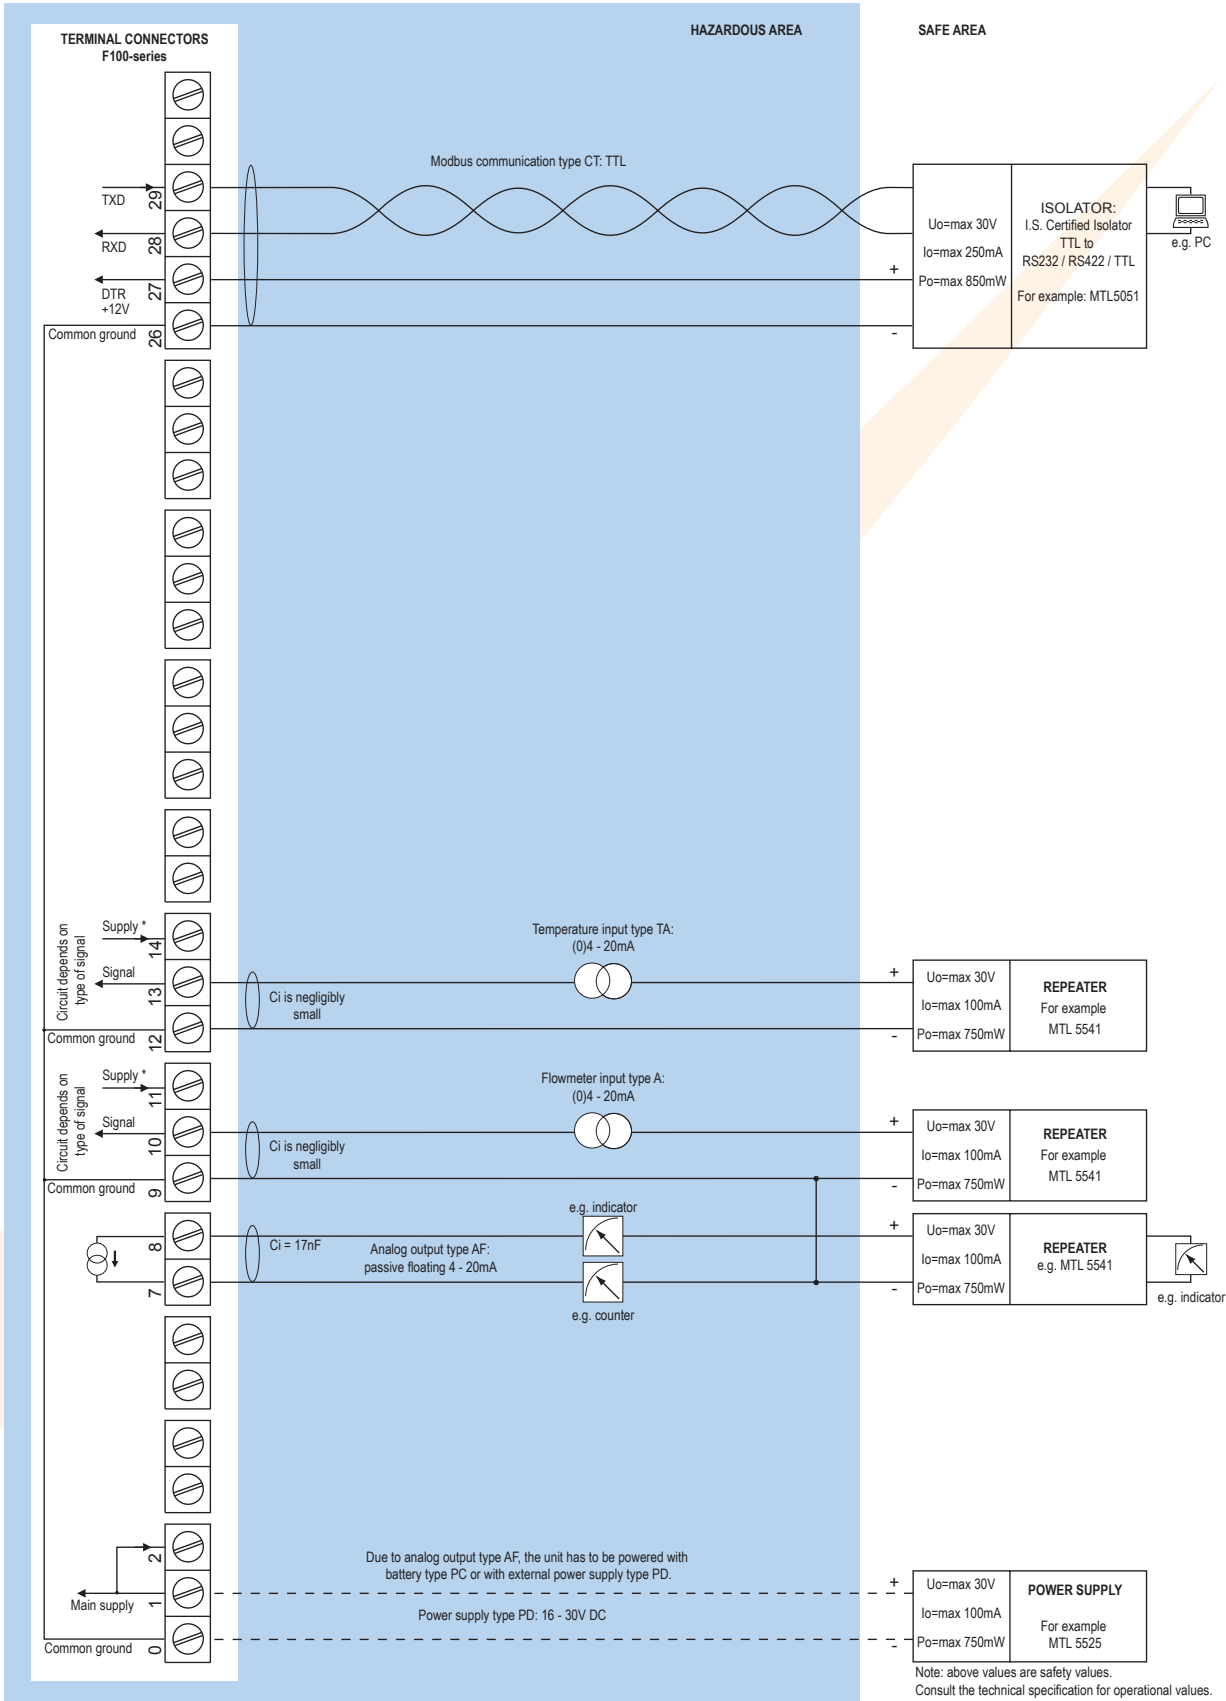 TERMINAL CONNECTORS
F100-series
HAZARDOUS AREA
SAFE AREA
Modbus communication type CT: TTL
TXD
29
RXD
28
DTR
+12V
27
Common ground
26
+
-
Uo=max 30V
Io=max 250mA
Po=max 850mW
ISOLATOR:
I.S. Certified Isolator
TTL to
RS232 / RS422 / TTL
For example: MTL5051
e.g. PC
Circuit depends on
type of signal
Supply *
14
Signal
13
Common ground
12
Ci is negligibly
small
Temperature input type TA:
(0)4 - 20mA
+
-
Uo=max 30V
Io=max 100mA
Po=max 750mW
REPEATER
For example
MTL 5541
Circuit depends on
type of signal
Supply *
11
Signal
10
Common ground
9
Ci is negligibly
small
Flowmeter input type A:
(0)4 - 20mA
+
-
Uo=max 30V
Io=max 100mA
Po=max 750mW
REPEATER
For example
MTL 5541
8
7
Ci = 17nF
Analog output type AF:
passive floating 4 - 20mA
e.g. indicator
e.g. counter
+
-
Uo=max 30V
Io=max 100mA
Po=max 750mW
REPEATER
e.g. MTL 5541
e.g. indicator
2
Main supply
1
Common ground
0
Due to analog output type AF, the unit has to be powered with
battery type PC or with external power supply type PD.
Power supply type PD: 16 - 30V DC
+
-
Uo=max 30V
Io=max 100mA
Po=max 750mW
POWER SUPPLY
For example
MTL 5525
Note: above values are safety values.
Consult the technical specification for operational values.